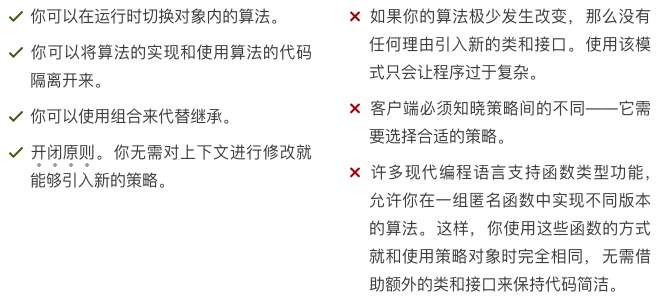 你可以在运行时切换对象内的算法。
你可以将算法的实现和使用算法的代码
隔离开来。
你可以使用组合来代替继承。
开闭原则。你无需对上下文进行修改就
能够引入新的策略。
如果你的算法极少发生改变，那么没有
任何理由引入新的类和接口。使用该模
式只会让程序过于复杂。
客户端必须知晓策略间的不同——它需
要选择合适的策略。
许多现代编程语言支持函数类型功能，
允许你在一组匿名函数中实现不同版本
的算法。这样，你使用这些函数的方式
就和使用策略对象时完全相同，无需借
助额外的类和接口来保持代码简洁。